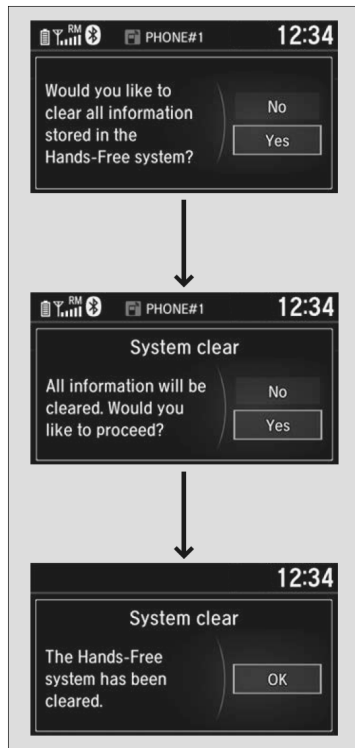 RM PHONE#1 12:34
Would you like to
clear all information
stored in the
Hands-Free system?
No
Yes
RM PHONE#1 12:34
System clear
All information will be
cleared. Would you
like to proceed?
No
Yes
12:34
System clear
The Hands-Free
system has been
cleared.
OK